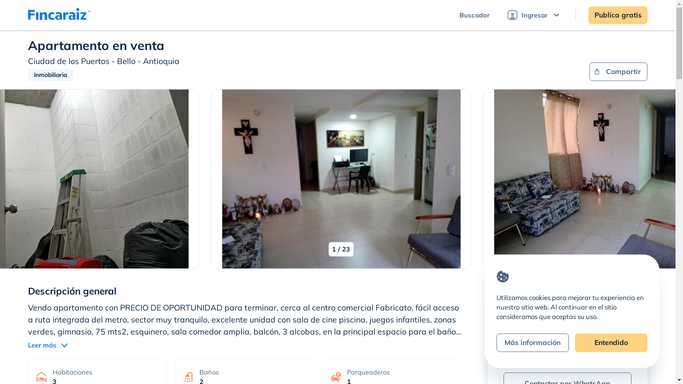 Fincaraiz
Buscador
Ingresar
Publica gratis
Apartamento en venta
Ciudad de los Puertos - Bello - Antioquia
Inmobiliaria
Compartir
1 / 23
Descripción general
Vendo apartamento con PRECIO DE OPORTUNIDAD para terminar, cerca al centro comercial Fabricato, fácil acceso
a ruta integrada del metro, sector muy tranquilo, excelente unidad con sala de cine piscina, juegos infantiles, zonas
verdes, gimnasio, 75 mts2, esquinero, sala comedor amplia, balcón, 3 alcobas, en la principal espacio para el baño...
Leer más
Habitaciones
3
Baños
2
Parqueaderos
1
Utilizamos cookies para mejorar tu experiencia en
nuestro sitio web. Al continuar en el sitio
consideramos que aceptas su uso.
Más información
Entendido
Contactar por WhatsApp